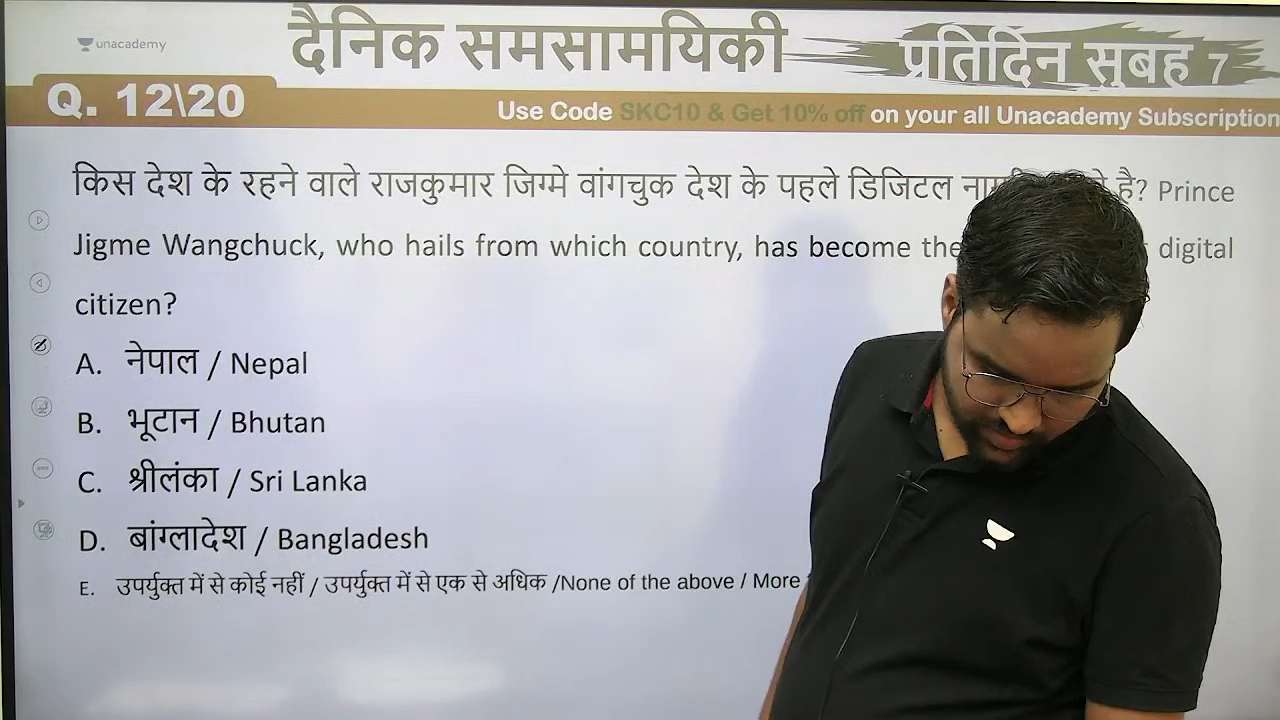 unacademy
दैनिक समसामयिकी
प्रतिदिन सुबह 7
Q. 12\20
Use Code SKC10 & Get 10% off on your all Unacademy Subscription
किस देश के रहने वाले राजकुमार जिग्मे वांगचुक देश के पहले डिजिटल है? Prince
Jigme Wangchuck, who hails from which country, has become the digital
citizen?
A. नेपाल / Nepal
B. भूटान / Bhutan
C. श्रीलंका / Sri Lanka
D. बांग्लादेश / Bangladesh
E. उपर्युक्त में से कोई नहीं / उपर्युक्त में से एक से अधिक /None of the above / More